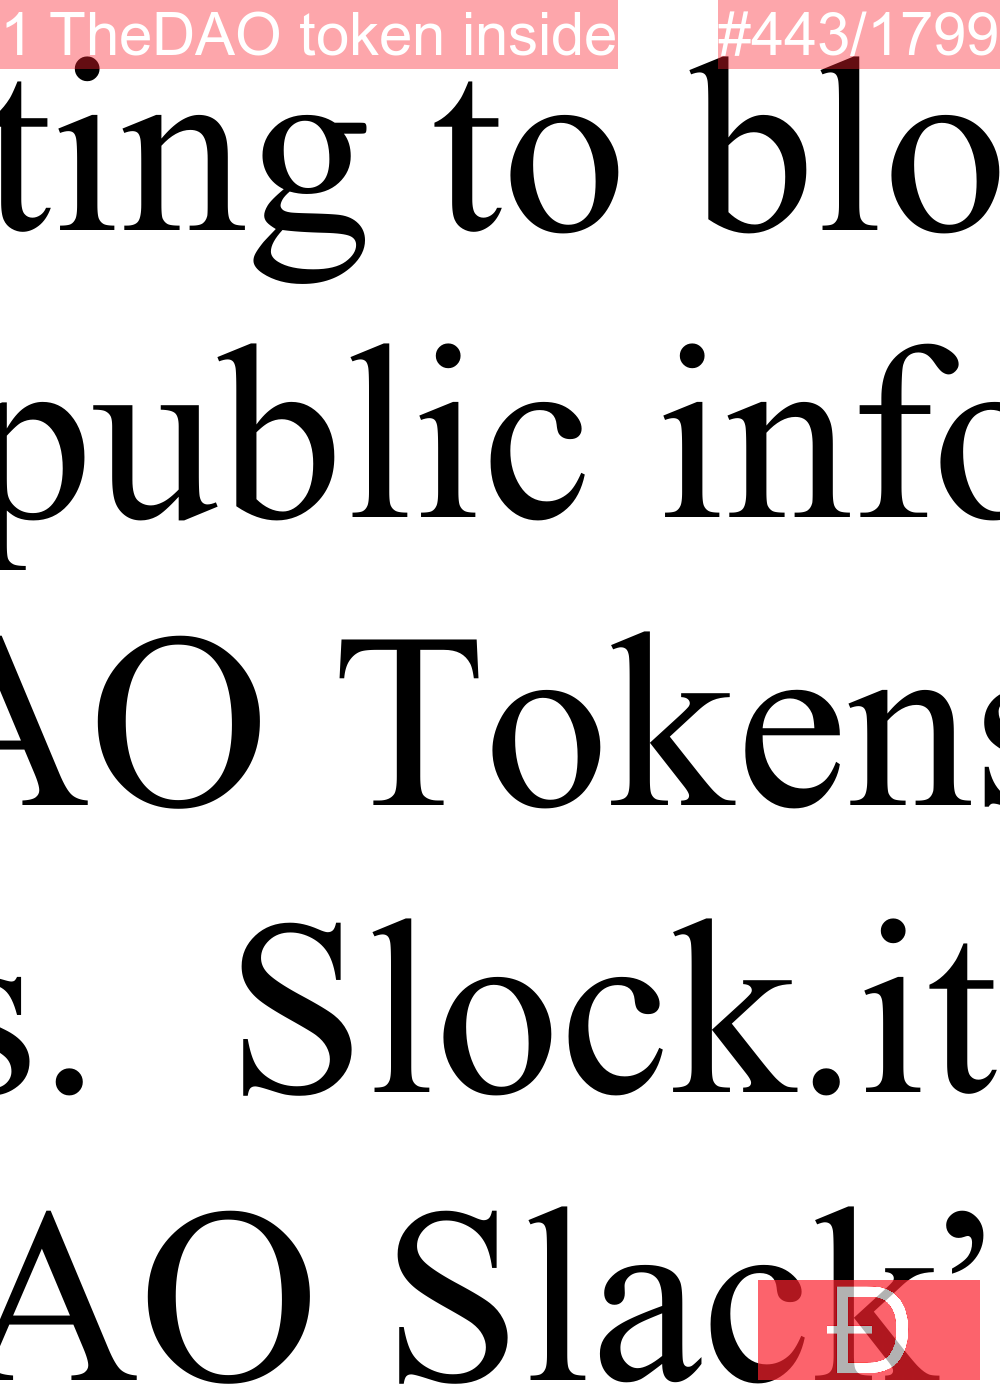 1 TheDAO token inside #443/1799
ting to blo
public info
AO Tokens
s. Slock.it
AO Slack’
Đ